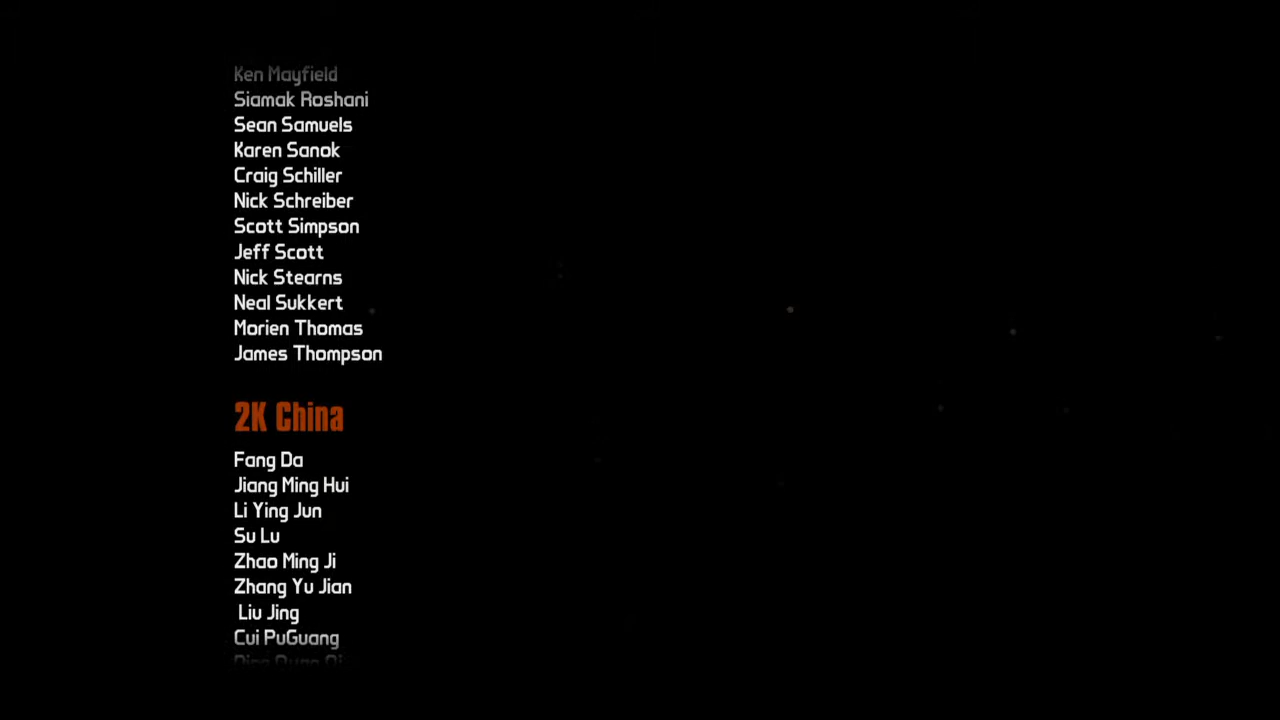 Ken Mayfield
Siamak Roshani
Sean Samuels
Karen Sanok
Craig Schiller
Nick Schreiber
Scott Simpson
Jeff Scott
Nick Stearns
Neal Sukkert
Morien Thomas
James Thompson
2K China
Fang Da
Jiang Ming Hui
Li Ying Jun
Su Lu
Zhao Ming Ji
Zhang Yu Jian
Liu Jing
Cui PuGuang